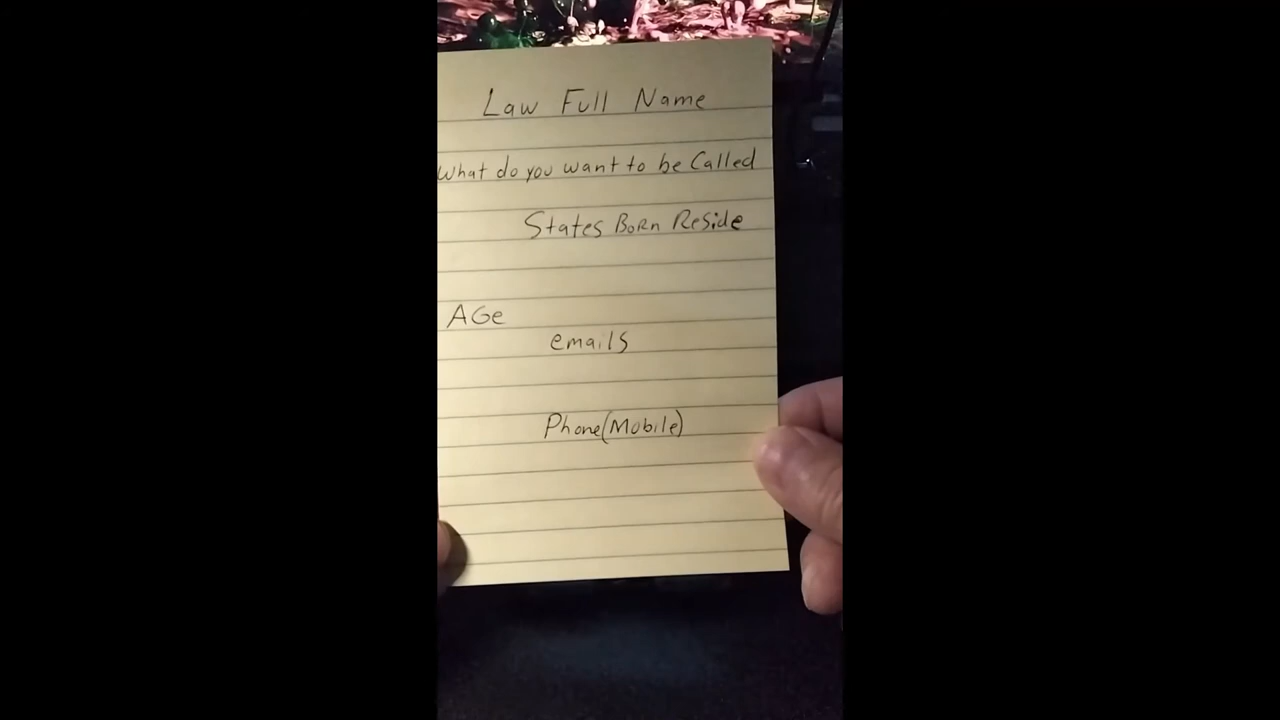 Law Full Name
What do you want to be Called
States Born Reside
AGe
emails
Phone(Mobile)